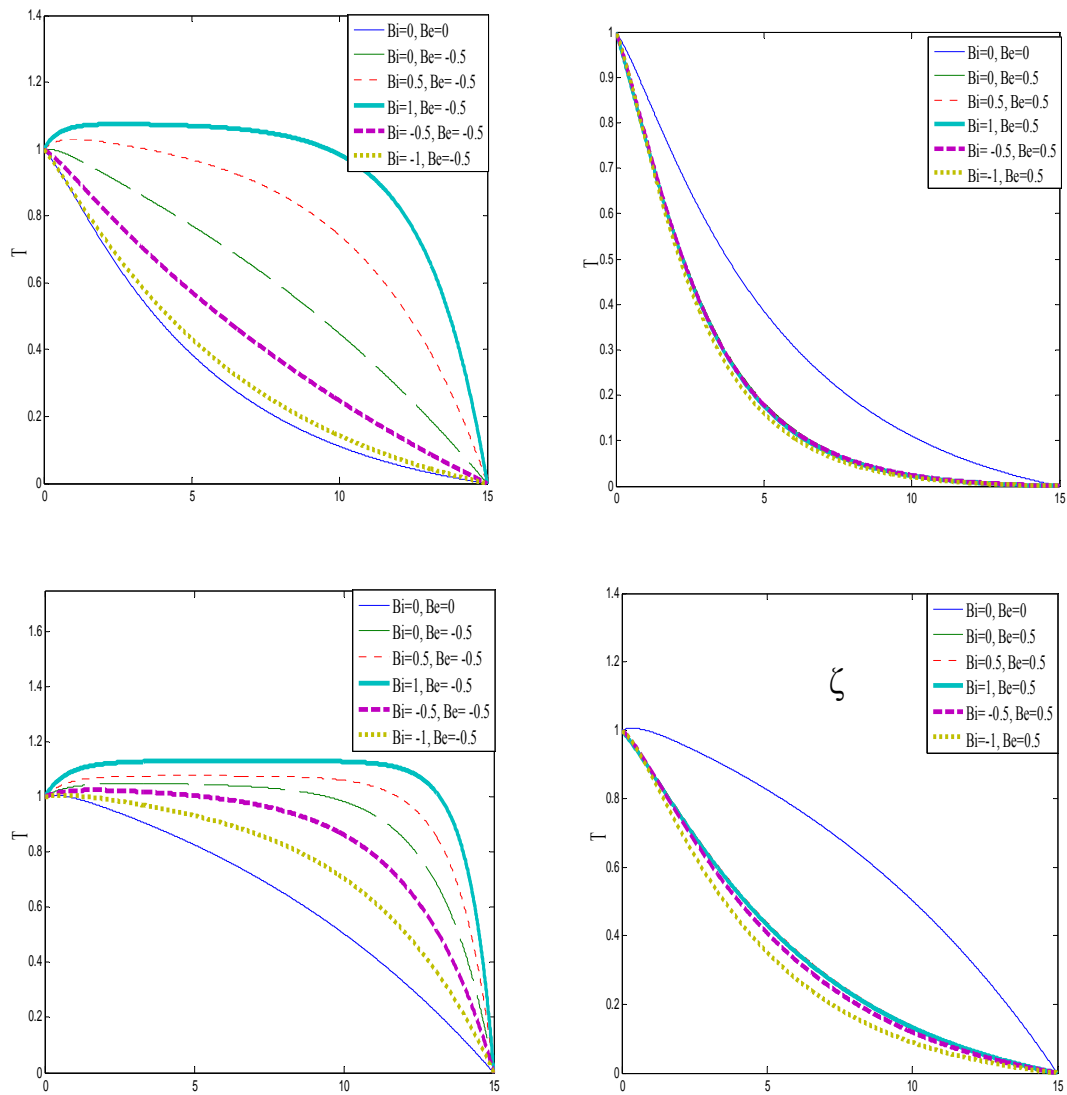 1.4
1.2
1
0.8
0.6
0.4
0.2
0
T
0
5
10
15
Bi=0, Be=0
Bi=0, Be= -0.5
Bi=0.5, Be= -0.5
Bi=1, Be= -0.5
Bi= -0.5, Be= -0.5
Bi= -1, Be=-0.5
1
0.9
0.8
0.7
0.6
0.5
0.4
0.3
0.2
0.1
0
T
0
5
10
15
Bi=0, Be=0
Bi=0, Be=0.5
Bi=0.5, Be=0.5
Bi=1, Be=0.5
Bi= -0.5, Be=0.5
Bi=-1, Be=0.5
1.6
1.4
1.2
1
0.8
0.6
0.4
0.2
0
T
0
5
10
15
Bi=0, Be=0
Bi=0, Be= -0.5
Bi=0.5, Be= -0.5
Bi=1, Be= -0.5
Bi= -0.5, Be= -0.5
Bi= -1, Be=-0.5
1.4
1.2
1
0.8
0.6
0.4
0.2
0
T
0
5
10
15
Bi=0, Be=0
Bi=0, Be=0.5
Bi=0.5, Be=0.5
Bi=1, Be=0.5
Bi= -0.5, Be=0.5
Bi=-1, Be=0.5
ζ